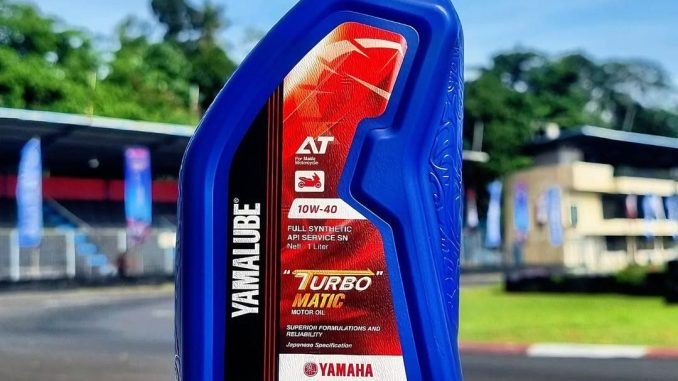 YAMALUBE®
AT
For Matic
Motorcycle
10W-40
FULL SYNTHETIC
API SERVICE SN
Nett : 1 Liter
"TURBO"
MATIC
MOTOR OIL
SUPERIOR FORMULATIONS AND
RELIABILITY
Japanese Specification
YAMAHA